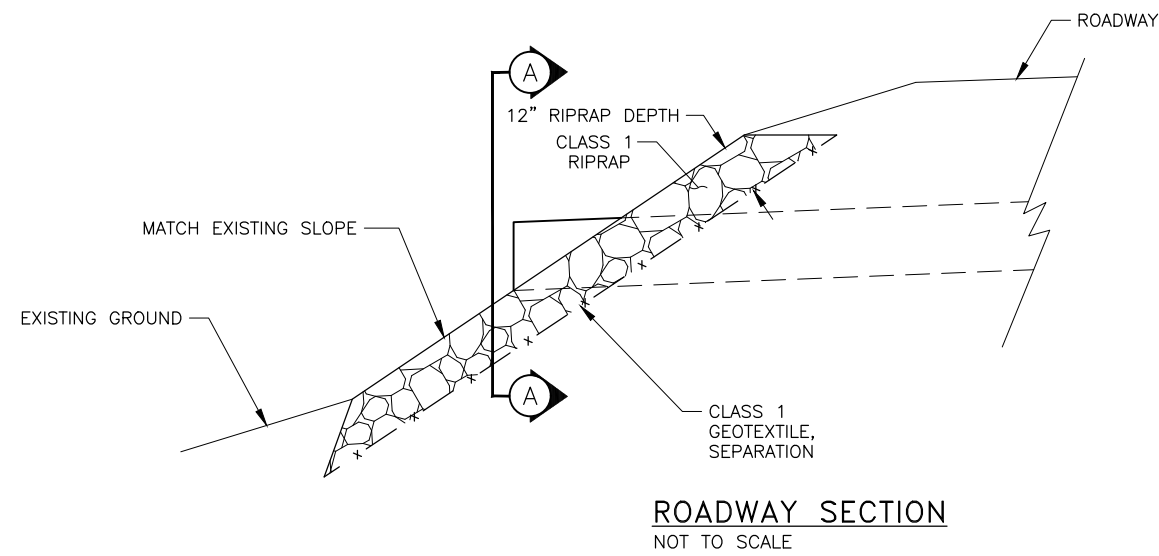 ROADWAY
A
12” RIPRAP DEPTH
CLASS 1
RIPRAP
MATCH EXISTING SLOPE
EXISTING GROUND
A
CLASS 1
GEOTEXTILE,
SEPARATION
ROADWAY SECTION
NOT TO SCALE